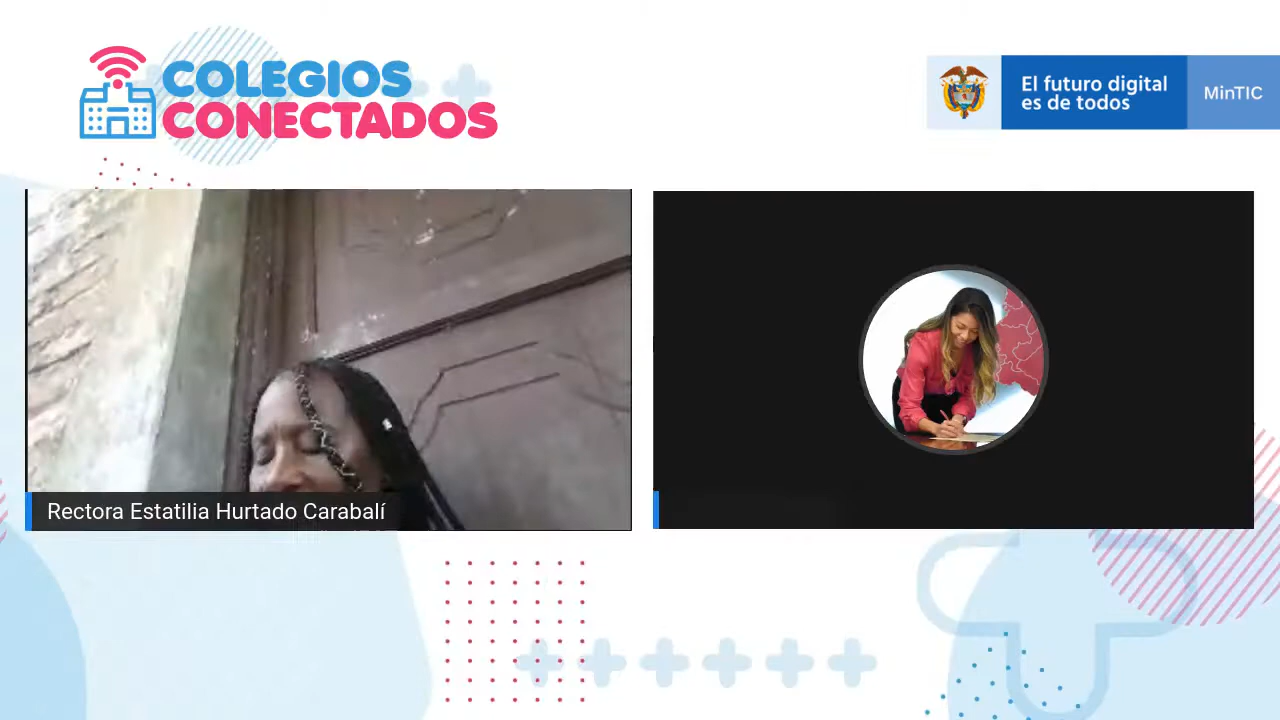 COLEGIOS
CONECTADOS
El futuro digital
es de todos
MinTIC
Rectora Estatilia Hurtado Carabalí